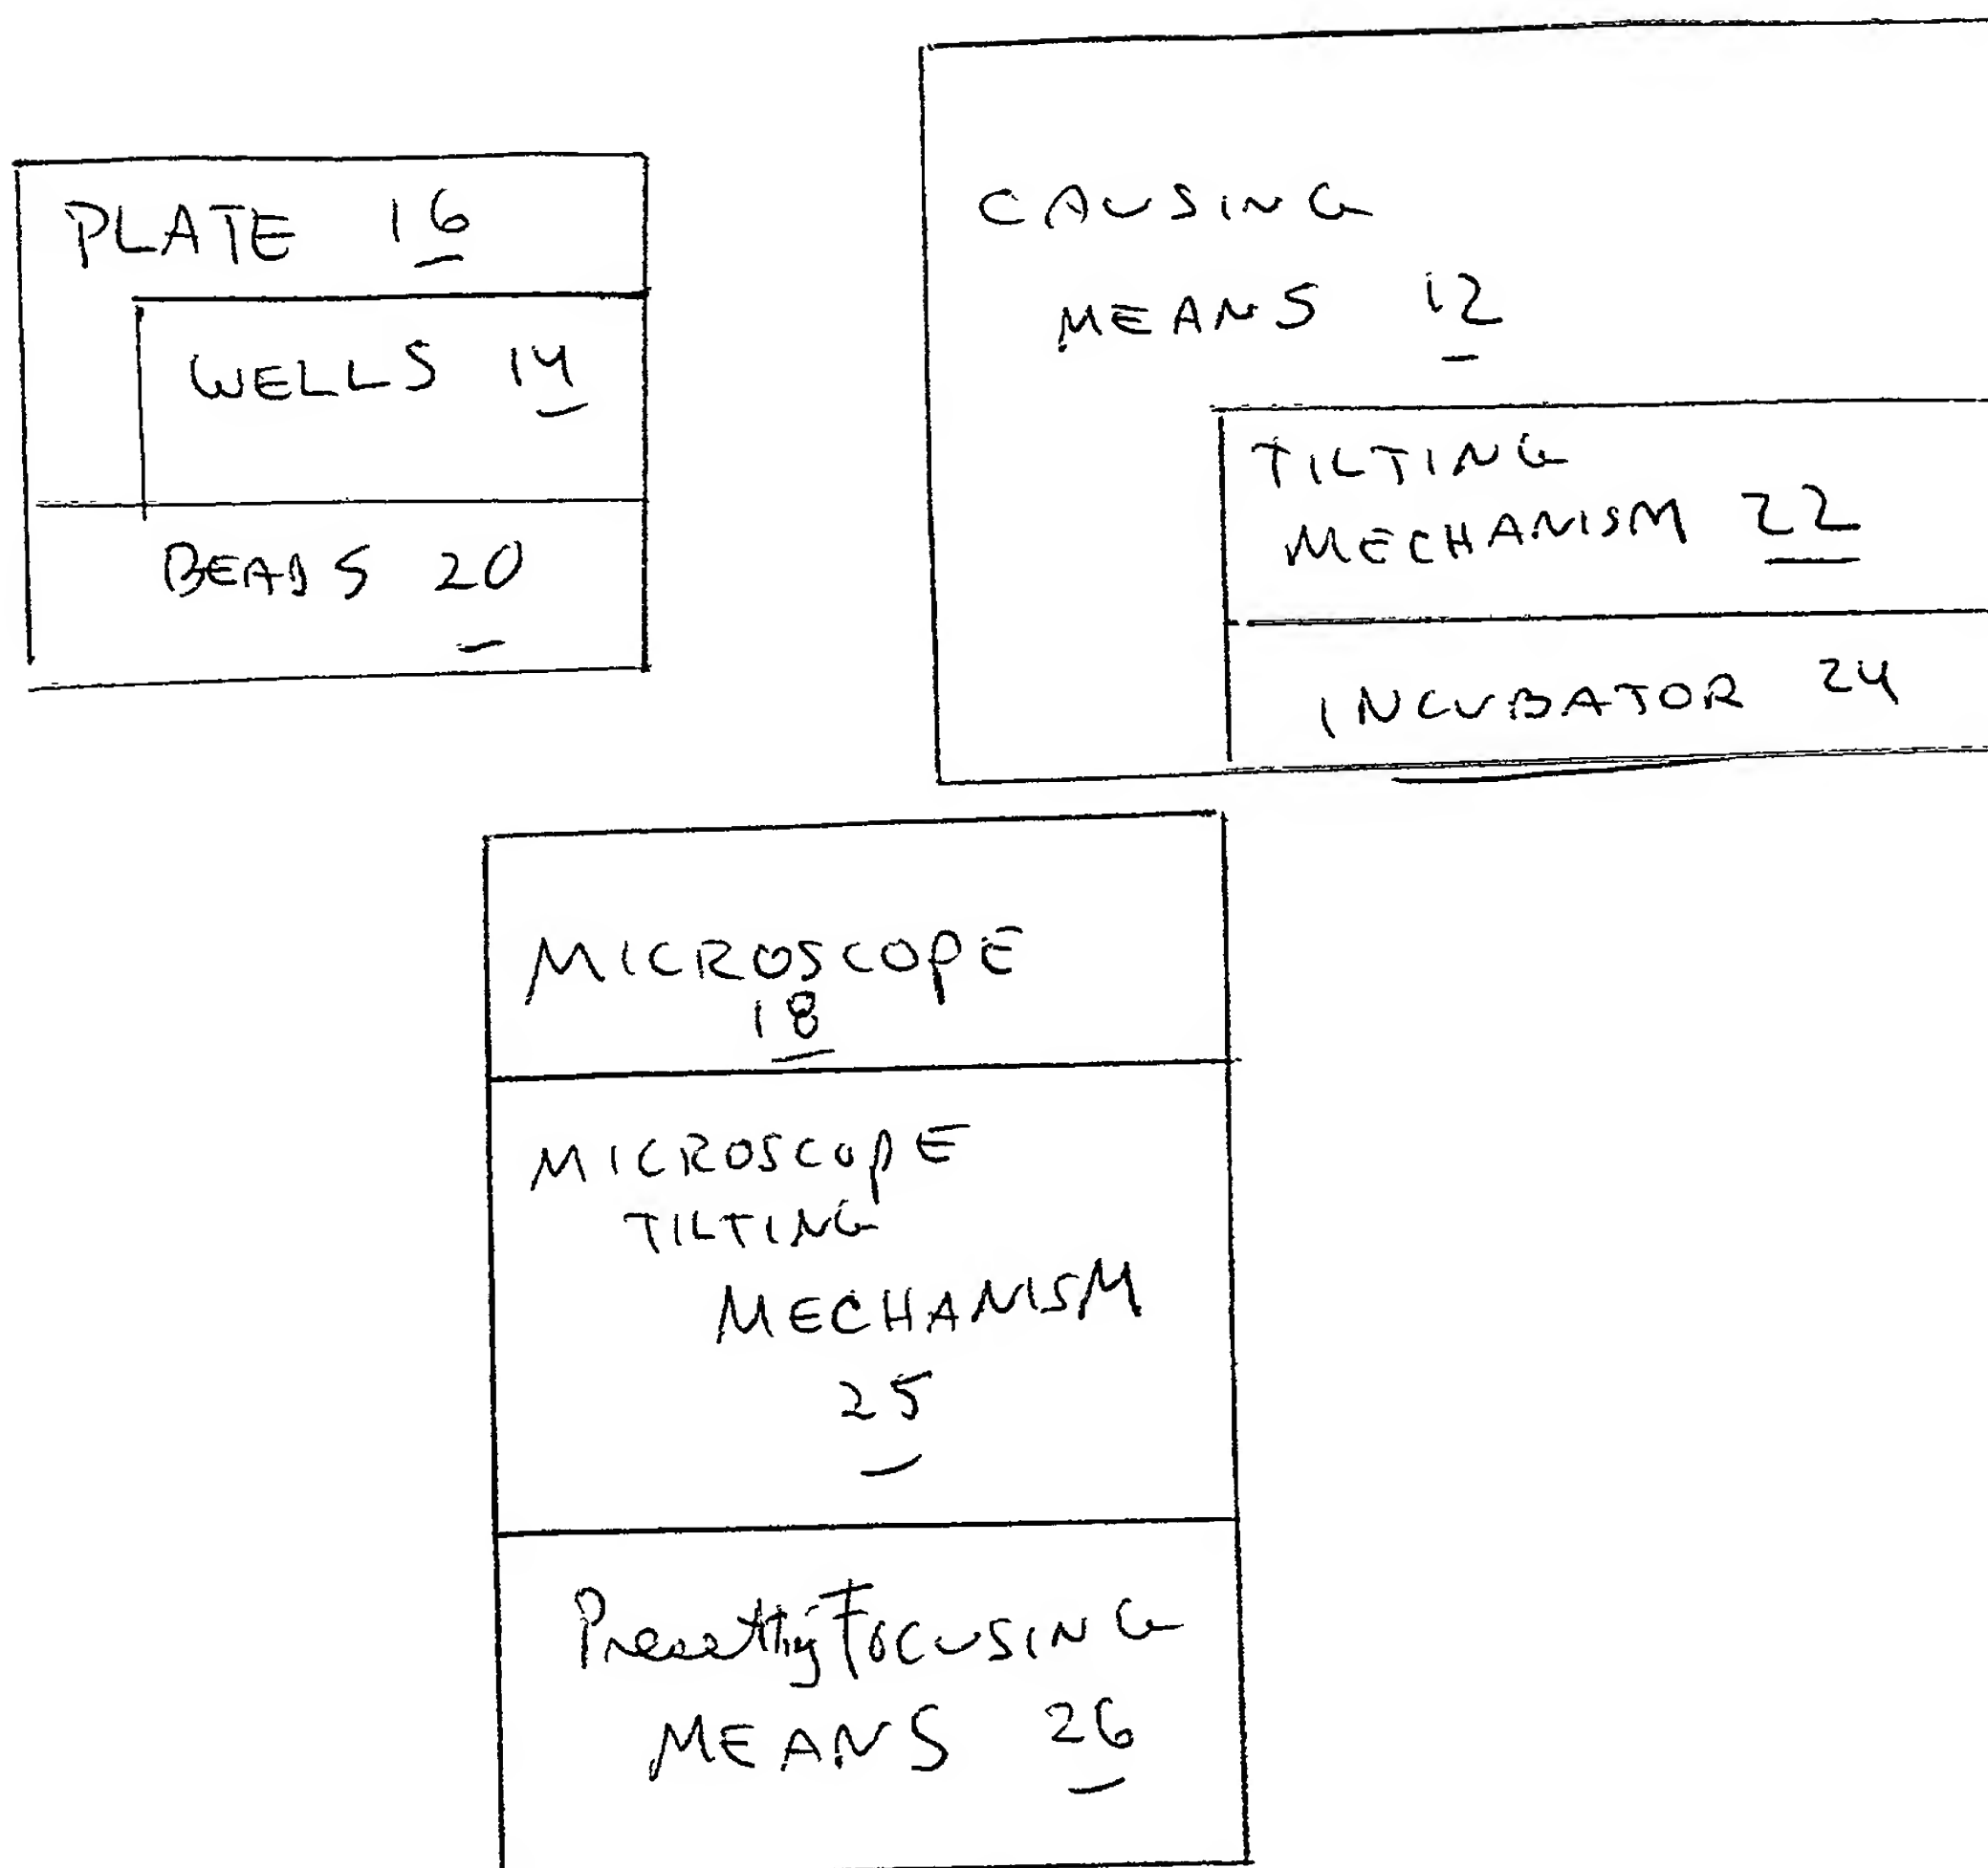 PLATE 16
WELLS 14
BEADS 20
CAUSING
MEANS 12
TILTING
MECHANISM 22
INCUBATOR 24
MICROSCOPE
18
MICROSCOPE
TILTING
MECHANISM
25
Presetting FOCUSING
MEANS 26